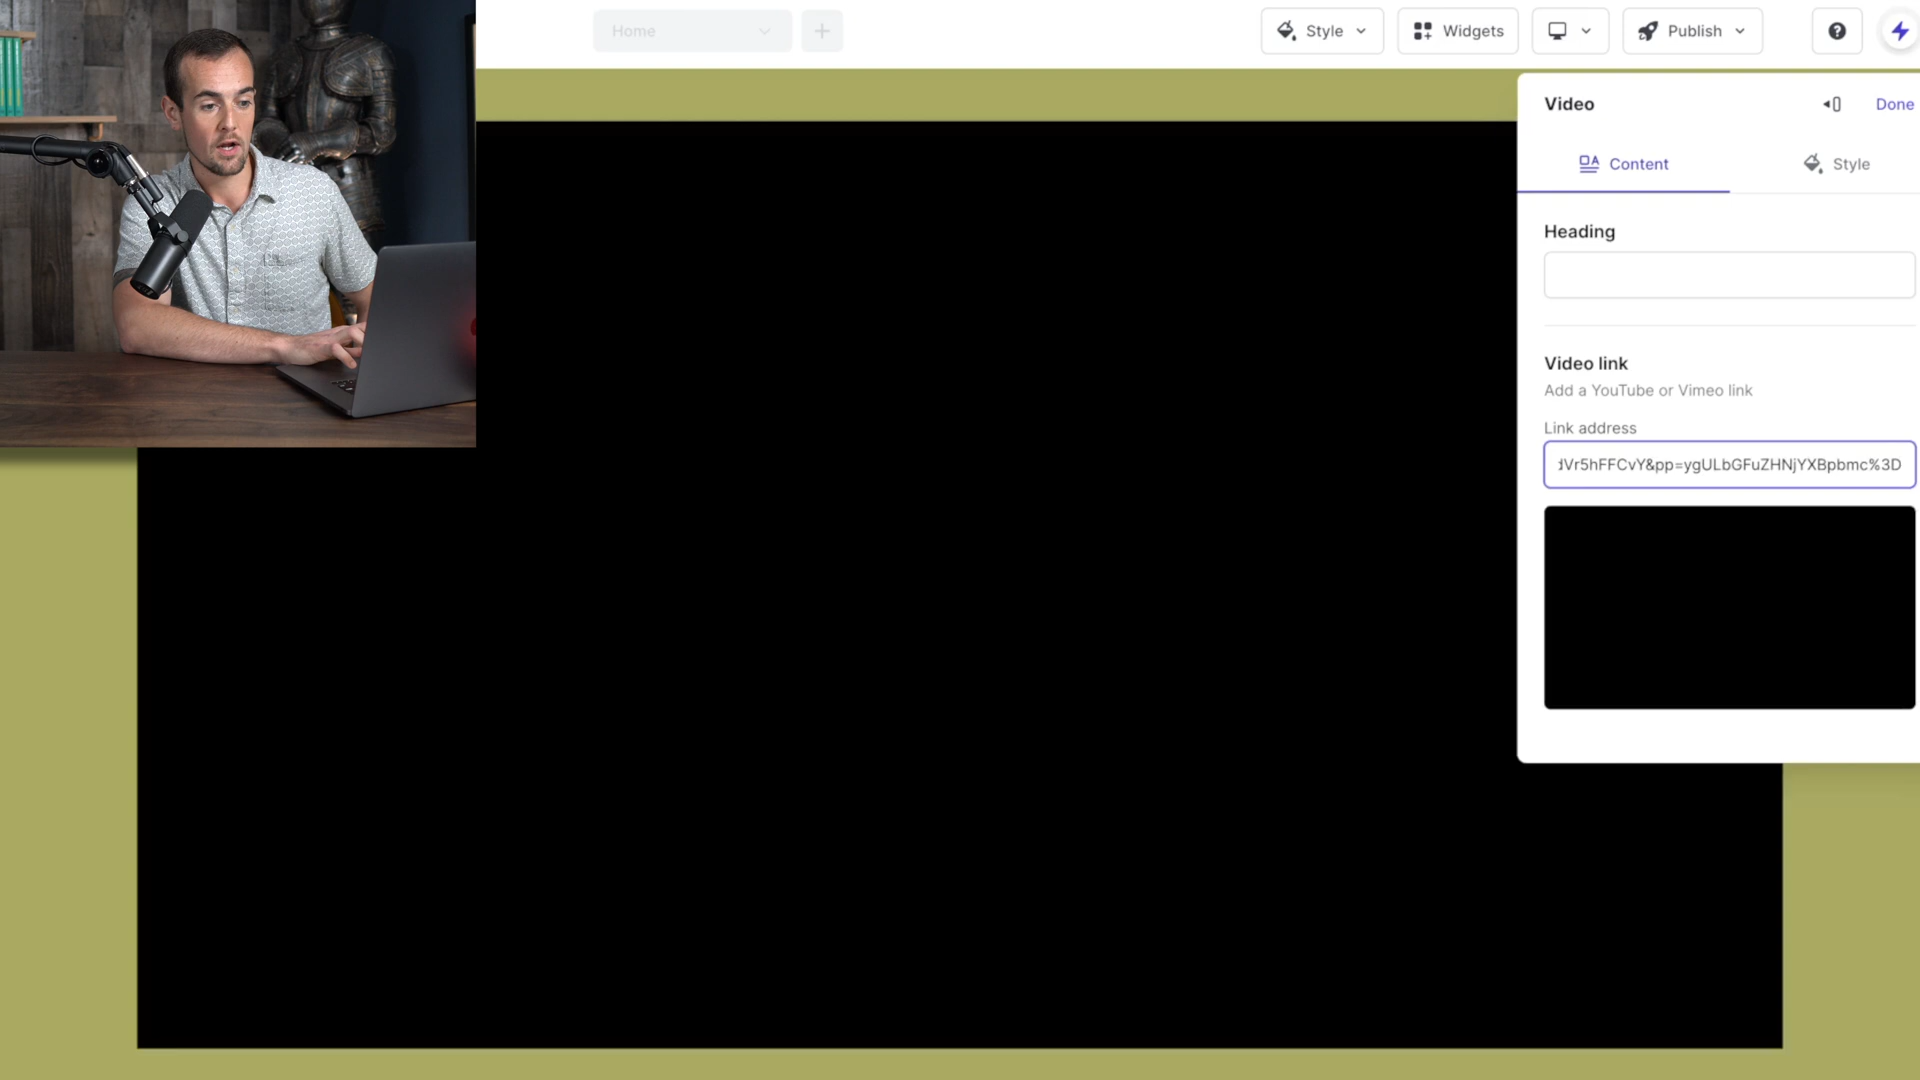 Home
Style
Widgets
Publish
Video
Done
Content
Style
Heading
Video link
Add a YouTube or Vimeo link
Link address
Vr5hFFCvY&pp=ygULbGFuZHNjYXBpbmc%3D